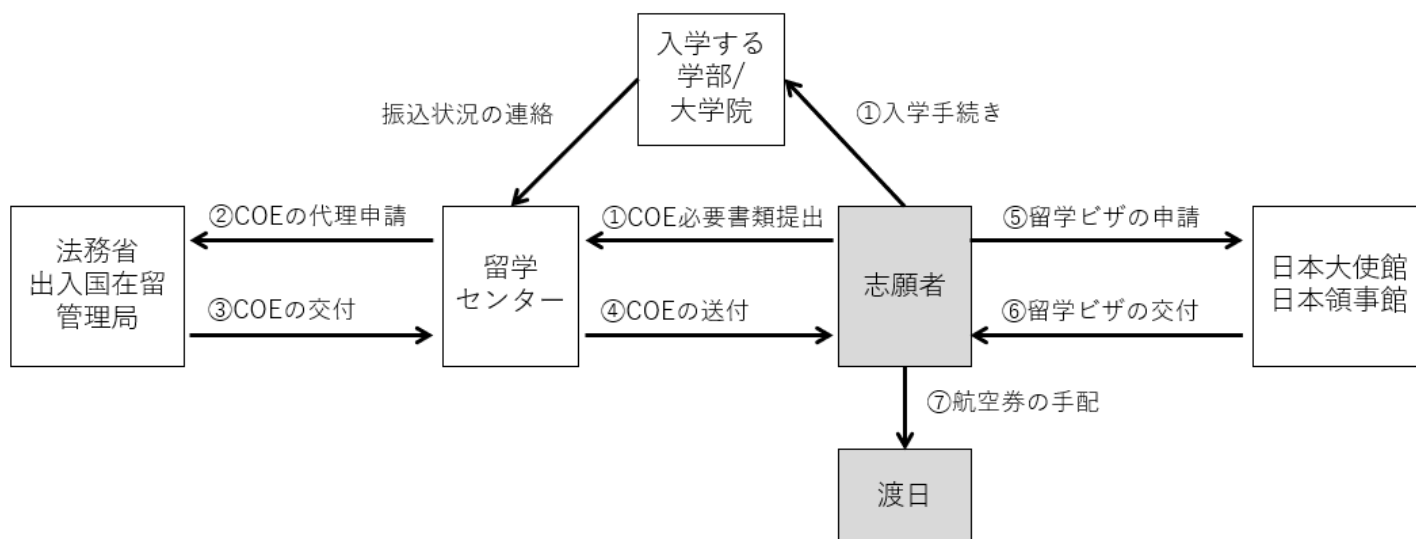 入学する
学部/
大学院
振込状況の連絡
①入学手続き
②COEの代理申請
①COE必要書類提出
⑤留学ビザの申請
法務省
出入国在留
管理局
留学
センター
志願者
日本大使館
日本領事館
③COEの交付
④COEの送付
⑥留学ビザの交付
⑦航空券の手配
渡日